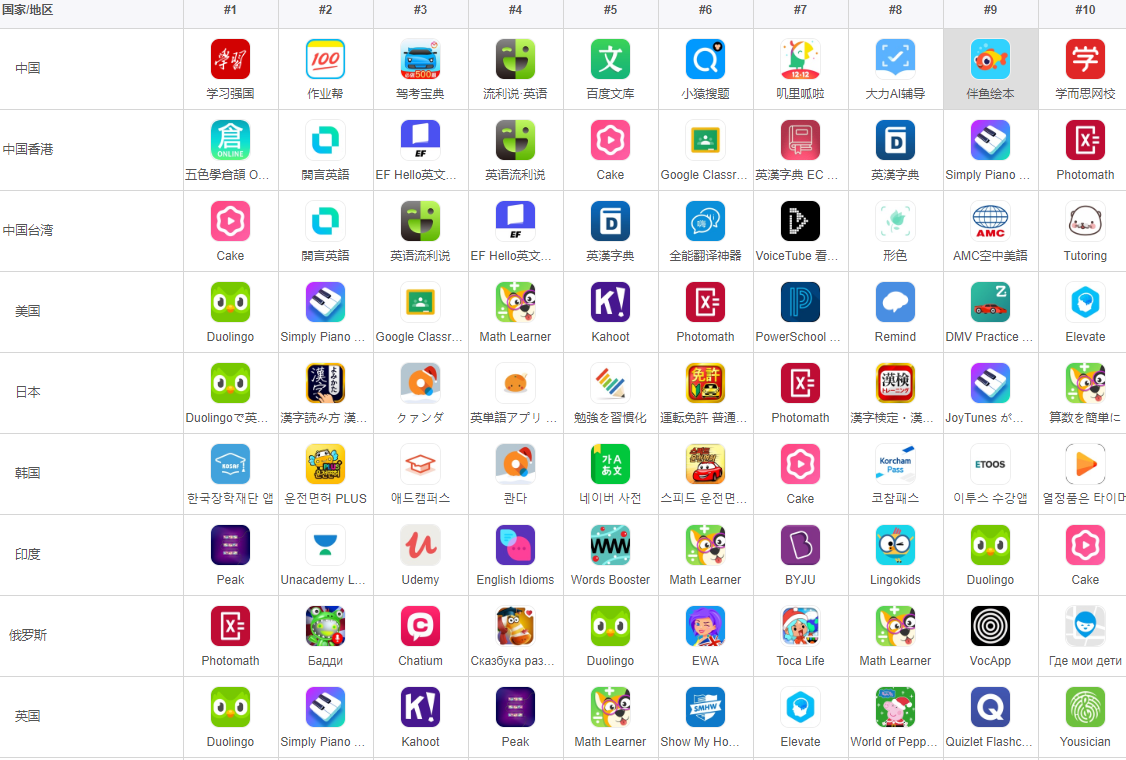 国家/地区 #1 #2 #3 #4 #5 #6 #7 #8 #9 #10
中国 学习强国 作业帮 驾考宝典 流利说·英语 百度文库 小猿搜题 叽里呱啦 大力AI辅导 伴鱼绘本 学而思网校
中国香港 五色學倉頡 O... 開言英語 EF Hello英文... 英语流利说 Cake Google Classr... 英漢字典 EC ... 英漢字典 Simply Piano ... Photomath
中国台湾 Cake 開言英語 英语流利说 EF Hello英文... 英漢字典 全能翻译神器 VoiceTube 看... 形色 AMC空中美語 Tutoring
美国 Duolingo Simply Piano ... Google Classr... Math Learner Kahoot Photomath PowerSchool ... Remind DMV Practice ... Elevate
日本 Duolingoで英... 漢字読み方 漢... クァンダ 英単語アプリ ... 勉強を習慣化 運転免許 普通... Photomath 漢字検定・漢... JoyTunes が... 算数を簡単に
韩国 한국장학재단 앱 운전면허 PLUS 애드캠퍼스 콴다 네이버 사전 스피드 운전면... Cake 코참패스 이투스 수강앱 열정품은 타이머
印度 Peak Unacademy L... Udemy English Idioms Words Booster Math Learner BYJU Lingokids Duolingo Cake
俄罗斯 Photomath Бадди Chatium Сказбука раз... Duolingo EWA Toca Life Math Learner VocApp Где мои дети
英国 Duolingo Simply Piano ... Kahoot Peak Math Learner Show My Ho... Elevate World of Pepp... Quizlet Flashc... Yousician